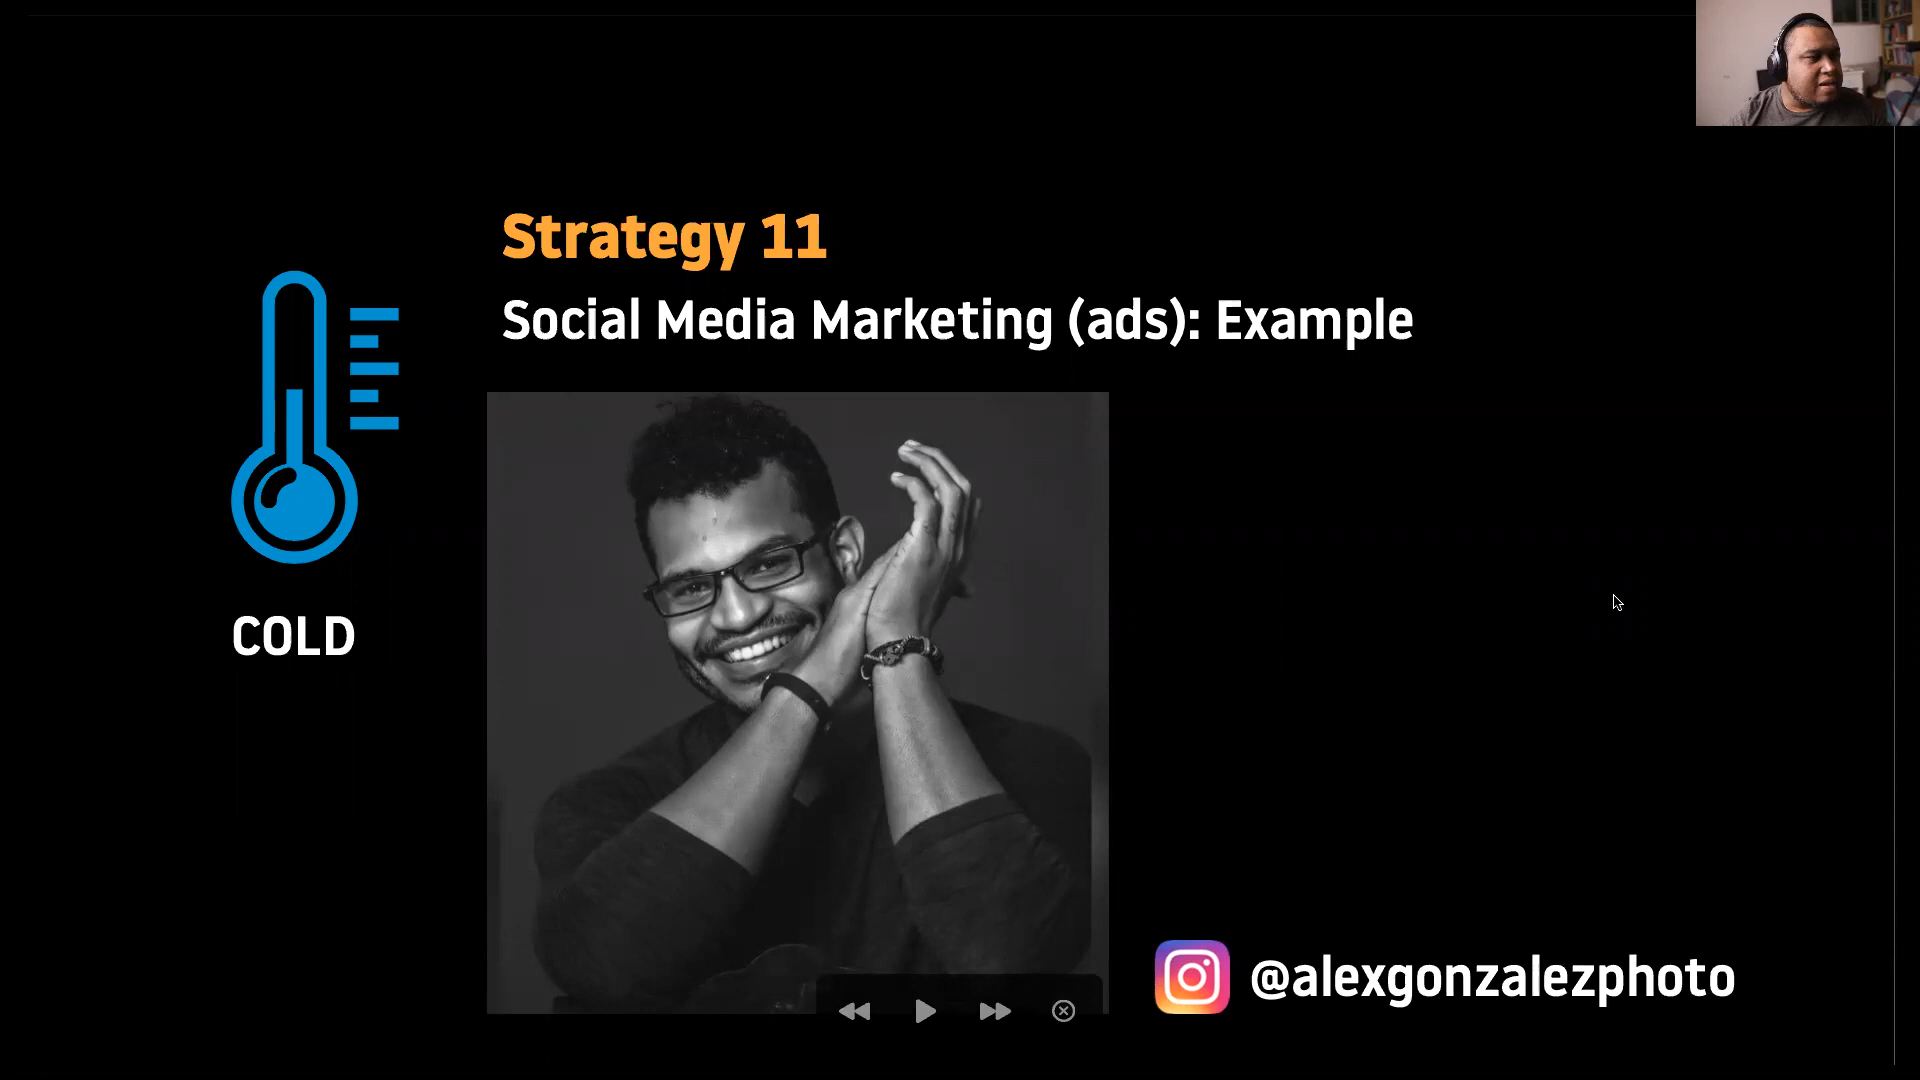 Strategy 11
Social Media Marketing (ads): Example
COLD
@alexgonzalezphoto